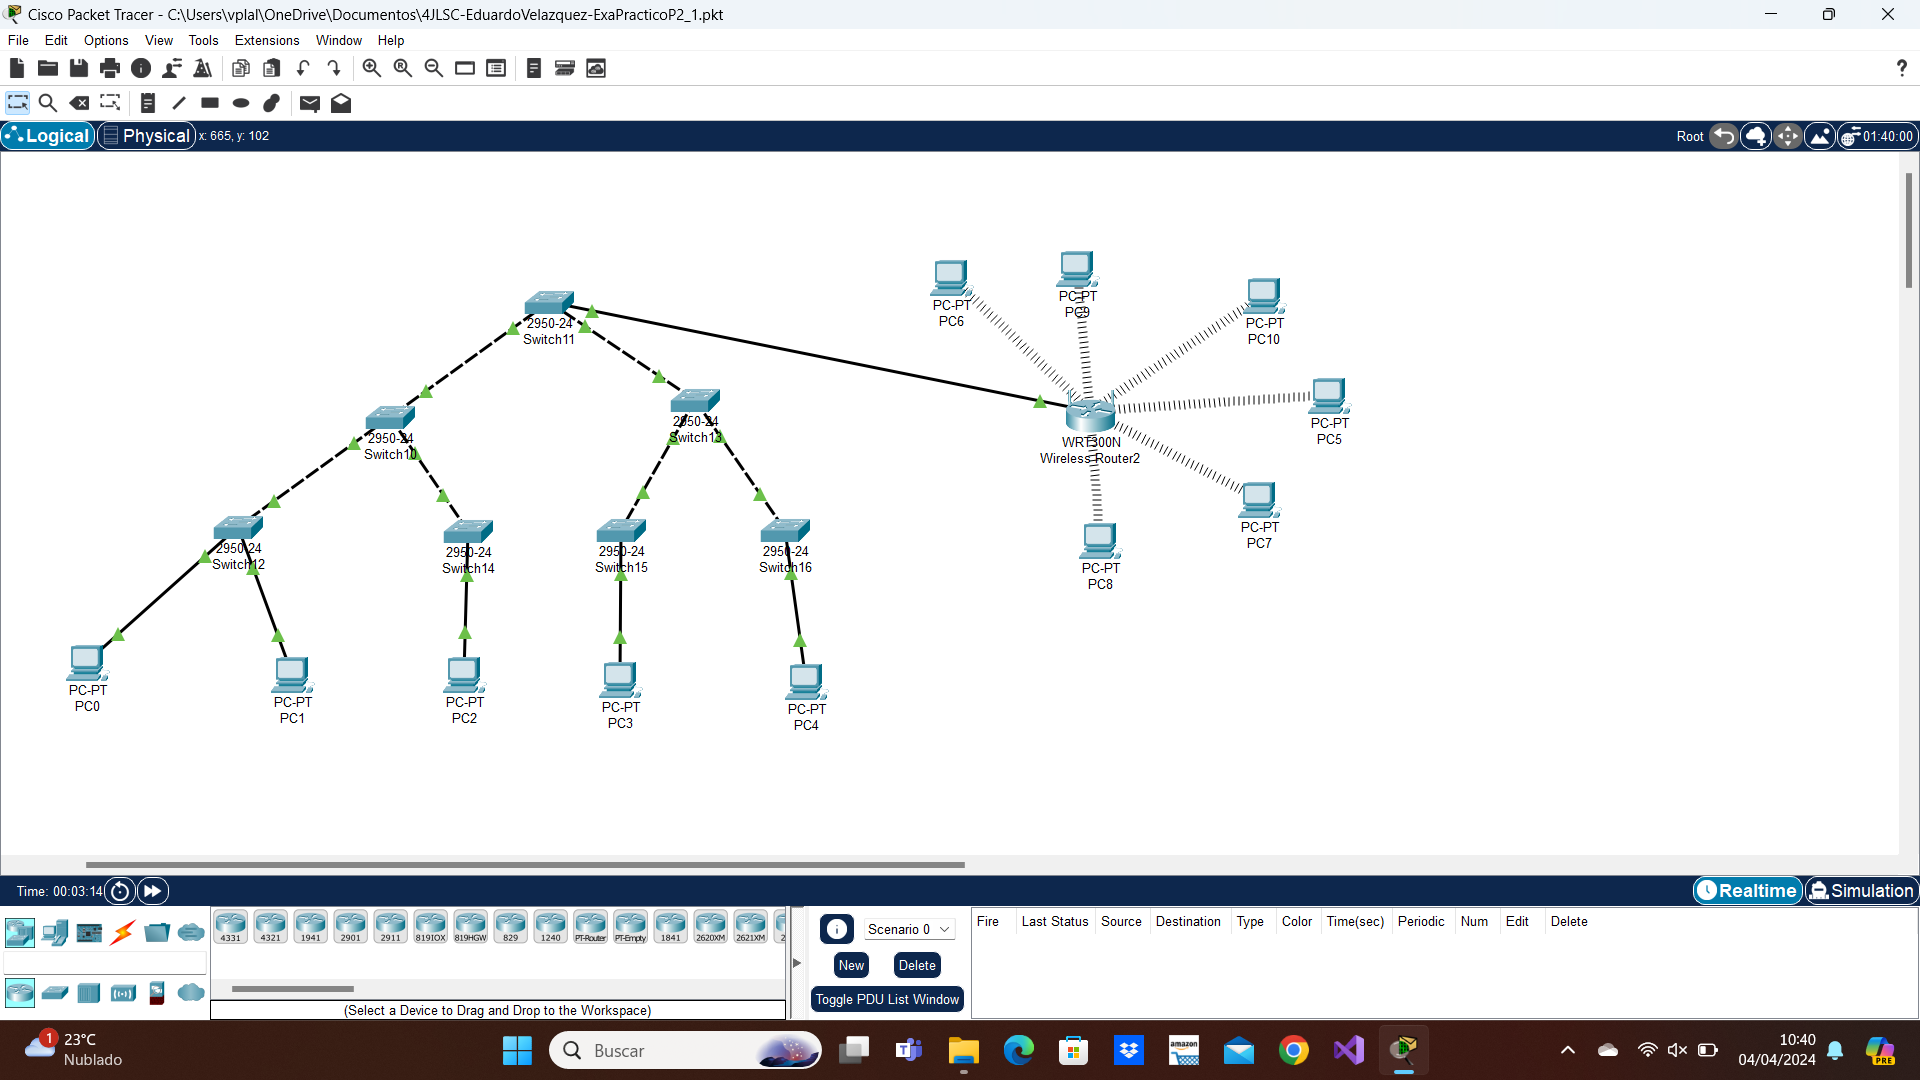 Cisco Packet Tracer - C:\Users\vplal\OneDrive\Documentos\4JLSC-EduardoVelazquez-ExaPracticoP2_1.pkt
File Edit Options View Tools Extensions Window Help
?
Logical Physical x: 665, y: 102 Root 01:40:00
PC-PT
PC6
PC-PT
PC9
PC-PT
PC10
2950-24
Switch11
PC-PT
PC5
2950-24
Switch10
2950-24
Switch13
WRT300N
Wireless Router2
PC-PT
PC7
2950-24
Switch12
2950-24
Switch14
2950-24
Switch15
2950-24
Switch16
PC-PT
PC8
PC-PT
PC0
PC-PT
PC1
PC-PT
PC2
PC-PT
PC3
PC-PT
PC4
Time: 00:03:14 Realtime Simulation
4331 4321 1941 2901 2911 819IOX 819HGW 829 1240 PT-Router PT-Empty 1841 2620XM 2621XM 2
(Select a Device to Drag and Drop to the Workspace)
Scenario 0
New Delete
Toggle PDU List Window
Fire Last Status Source Destination Type Color Time(sec) Periodic Num Edit Delete
1
23°C
Nublado
Buscar
amazon
PRE
10:40
04/04/2024